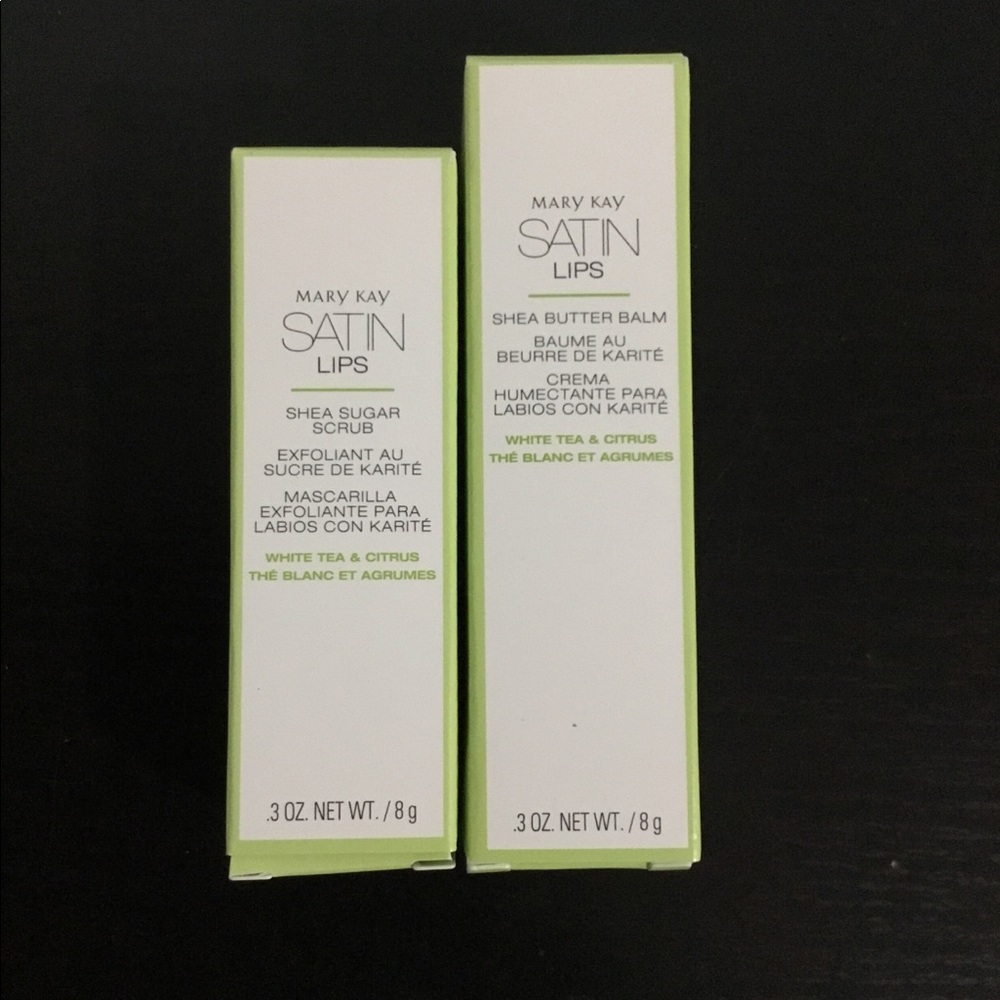 MARY KAY
SATIN
LIPS
SHEA SUGAR
SCRUB
EXFOLIANT AU
SUCRE DE KARITÉ
MASCARILLA
EXFOLIANTE PARA
LABIOS CON KARITÉ
WHITE TEA & CITRUS
THÉ BLANC ET AGRUMES
.3 OZ. NET WT. / 8 g
MARY KAY
SATIN
LIPS
SHEA BUTTER BALM
BAUME AU
BEURRE DE KARITÉ
CREMA
HUMECTANTE PARA
LABIOS CON KARITÉ
WHITE TEA & CITRUS
THÉ BLANC ET AGRUMES
.3 OZ. NET WT. / 8 g